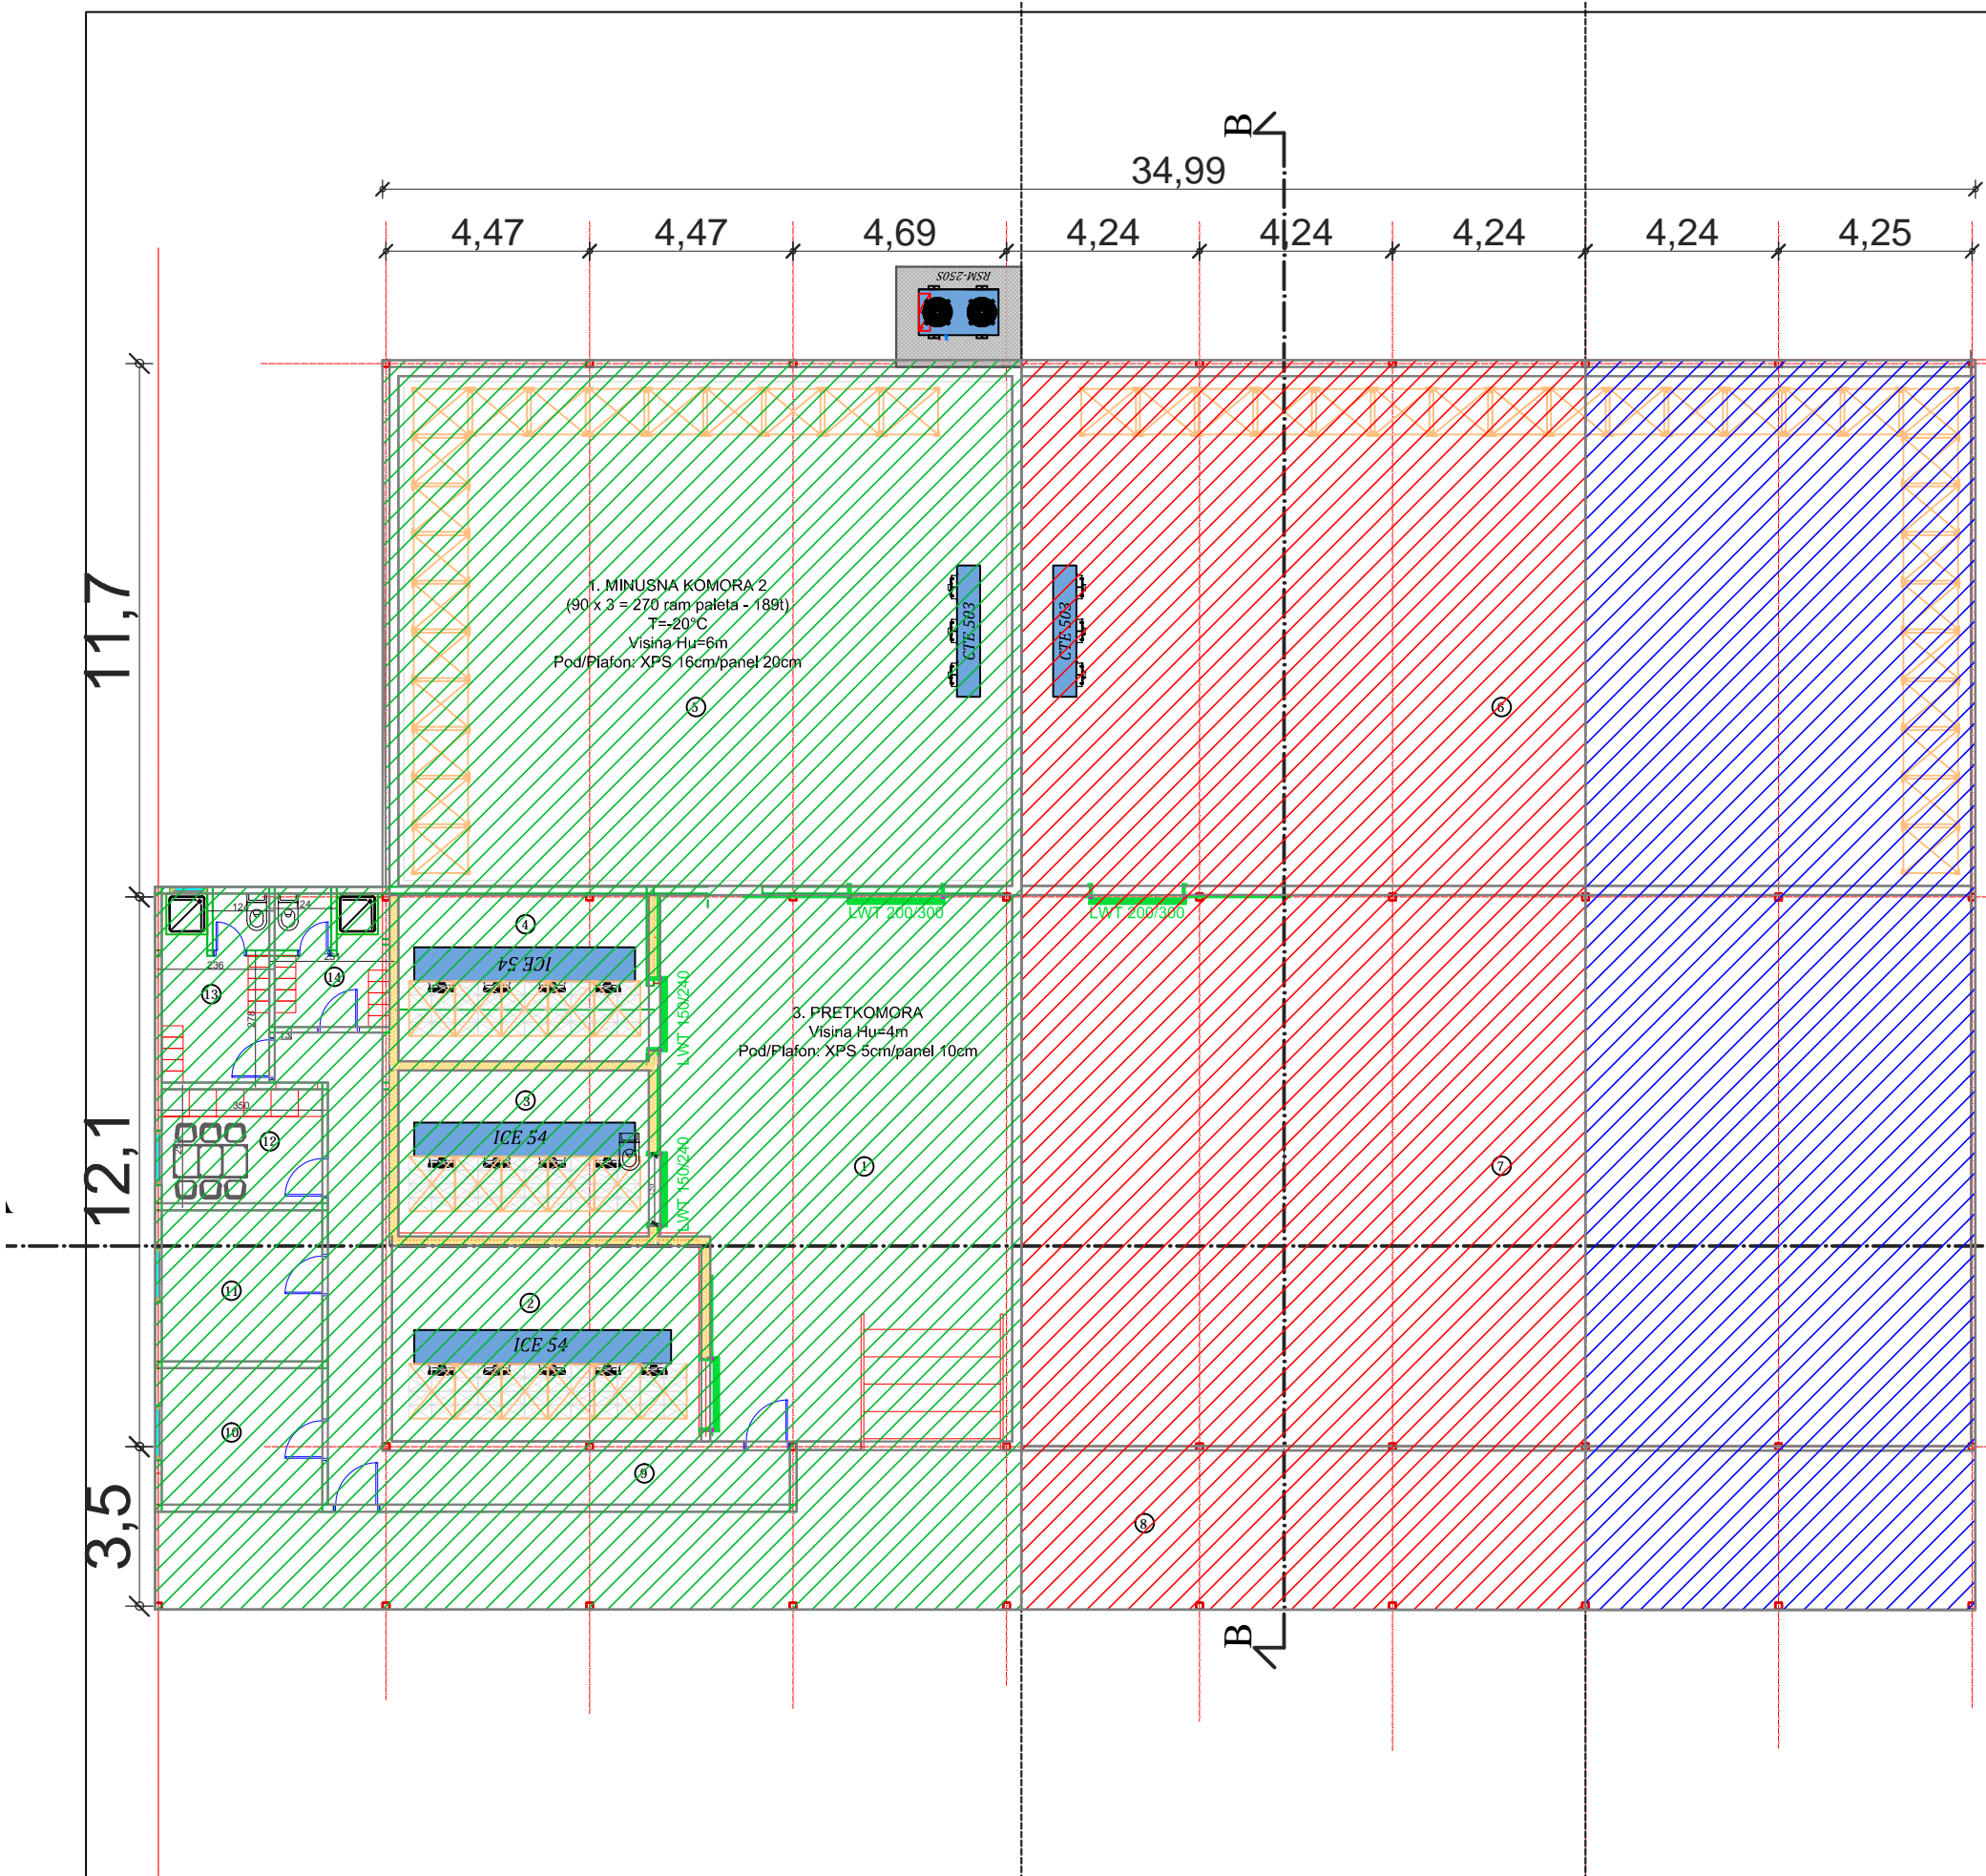 B
34,99
4,47
4,47
4,69
4,24
4,24
4,24
4,24
4,25
RSM-250S
11,7
1. MINUSNA KOMORA 2
(90 x 3 = 270 ram paleta - 189t)
T=-20°C
Visina Hu=6m
Pod/Plafon: XPS 16cm/panel 20cm
CTE 503
CTE 503
5
6
LWT 200/300
LWT 200/300
4
ICE 54
LWT 150/240
236
13
14
278
3. PRETKOMORA
Visina Hu=4m
Pod/Plafon: XPS 5cm/panel 10cm
350
3
12
ICE 54
LWT 150/240
12,1
1
7
11
2
ICE 54
10
9
3,5
8
B